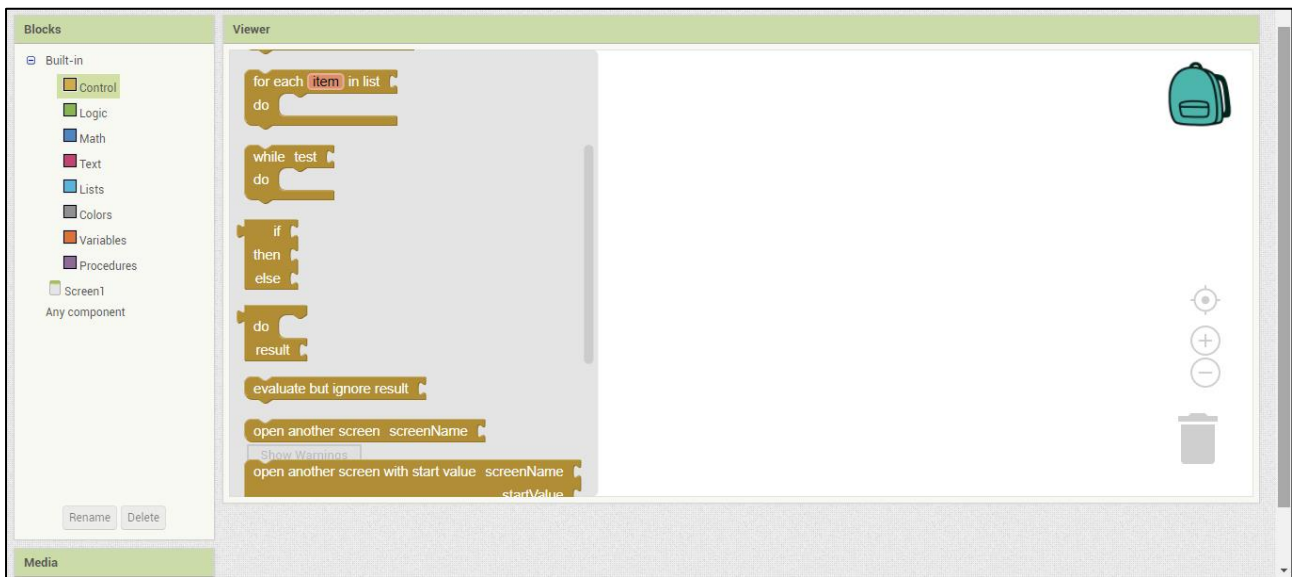 Blocks
Built-in
Control
Logic
Math
Text
Lists
Colors
Variables
Procedures
Screen1
Any component
Rename Delete
Media
Viewer
for each item in list
do
while test
do
if
then
else
do
result
evaluate but ignore result
open another screen screenName
Show Warnings
open another screen with start value screenName
startValue